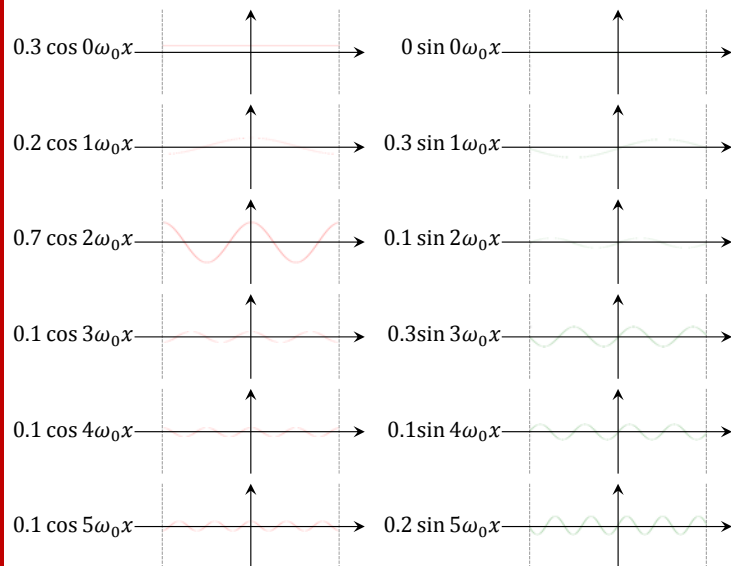 0.3 cos 0ω₀x
0 sin 0ω₀x
0.2 cos 1ω₀x
0.3 sin 1ω₀x
0.7 cos 2ω₀x
0.1 sin 2ω₀x
0.1 cos 3ω₀x
0.3sin 3ω₀x
0.1 cos 4ω₀x
0.1sin 4ω₀x
0.1 cos 5ω₀x
0.2 sin 5ω₀x